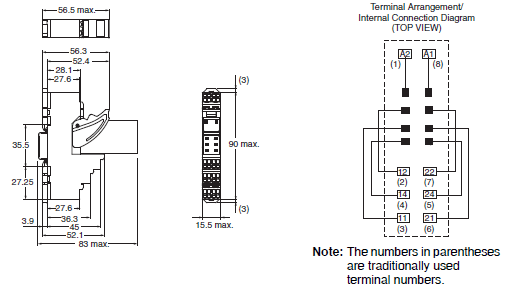 56.5 max.
56.3
52.4
28.1
27.6
35.5
27.25
27.6
3.9
36.3
45
52.1
83 max.
(3)
90 max.
(3)
15.5 max.
Terminal Arrangement/
Internal Connection Diagram
(TOP VIEW)
A2 A1
(1) (8)
12 22
(2) (7)
14 24
(4) (5)
11 21
(3) (6)
Note: The numbers in parentheses
are traditionally used
terminal numbers.